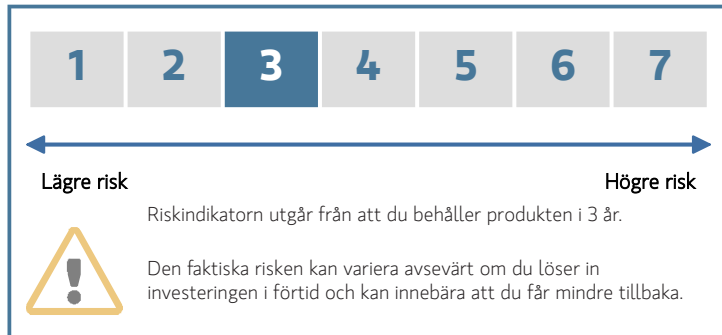 1 2 3 4 5 6 7
Lägre risk Högre risk
Riskindikatorn utgår från att du behåller produkten i 3 år.
Den faktiska risken kan variera avsevärt om du löser in
investeringen i förtid och kan innebära att du får mindre tillbaka.